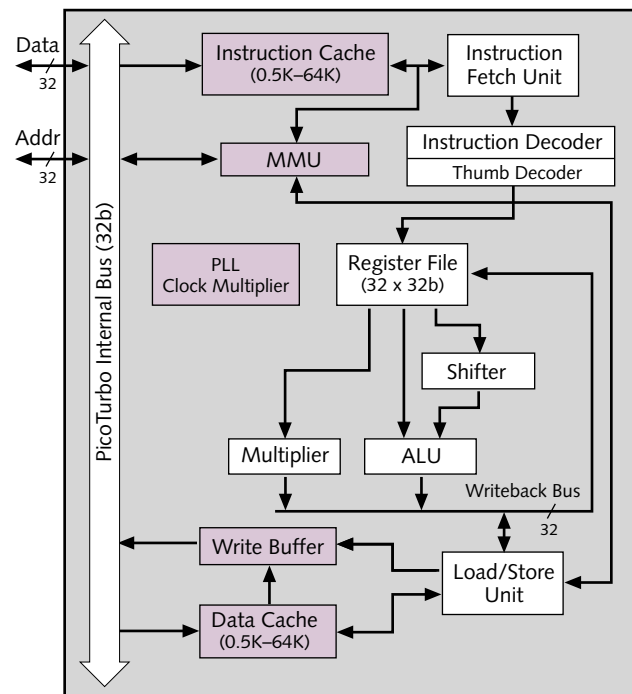 Data
32
Instruction Cache
(0.5K–64K)
Instruction
Fetch Unit
Addr
32
MMU
Instruction Decoder
Thumb Decoder
PicoTurbo Internal Bus (32b)
PLL
Clock Multiplier
Register File
(32 x 32b)
Shifter
Multiplier
ALU
Writeback Bus
32
Write Buffer
Load/Store
Unit
Data Cache
(0.5K–64K)